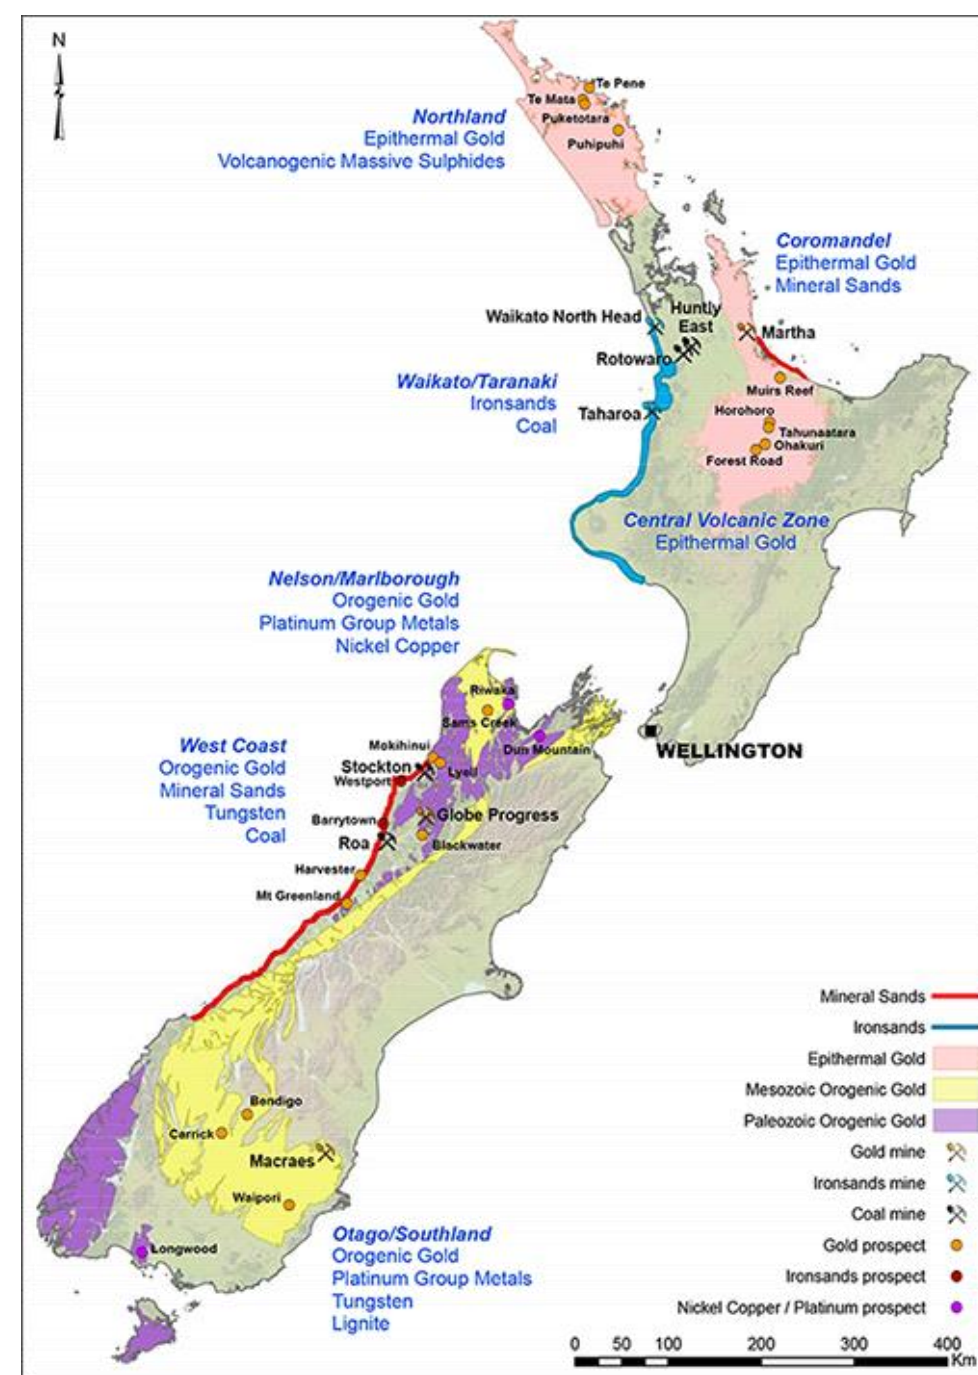 N
Te Pene
Te Mata
Puketotara
Puhipuhi
Northland
Epithermal Gold
Volcanogenic Massive Sulphides
Coromandel
Epithermal Gold
Mineral Sands
Waikato North Head
Huntly
East
Martha
Rotowaro
Muirs Reef
Waikato/Taranaki
Ironsands
Coal
Taharoa
Horohoro
Tahunaatara
Ohakuri
Forest Road
Central Volcanic Zone
Epithermal Gold
Nelson/Marlborough
Orogenic Gold
Platinum Group Metals
Nickel Copper
Riwaka
Sams Creek
Dun Mountain
WELLINGTON
West Coast
Orogenic Gold
Mineral Sands
Tungsten
Coal
Mokihinui
Stockton
Lyell
Westport
Barrytown
Globe Progress
Roa
Blackwater
Harvester
Mt Greenland
Bendigo
Carrick
Macraes
Waipori
Longwood
Otago/Southland
Orogenic Gold
Platinum Group Metals
Tungsten
Lignite
Mineral Sands
Ironsands
Epithermal Gold
Mesozoic Orogenic Gold
Paleozoic Orogenic Gold
Gold mine
Ironsands mine
Coal mine
Gold prospect
Ironsands prospect
Nickel Copper / Platinum prospect
0 50 100 200 300 400
Km